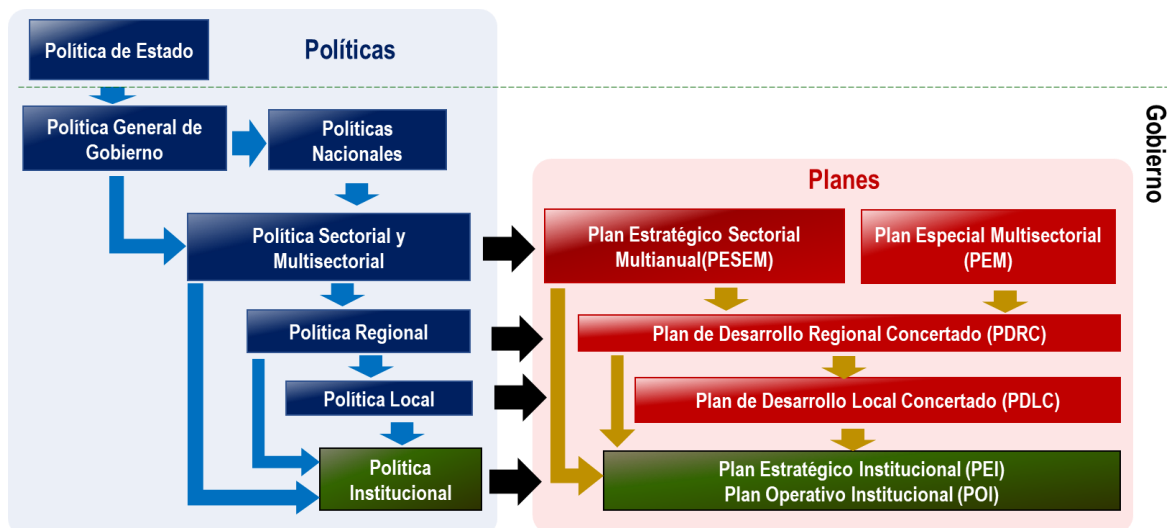 Política de Estado
Políticas
Política General de
Gobierno
Políticas
Nacionales
Gobierno
Planes
Política Sectorial y
Multisectorial
Plan Estratégico Sectorial
Multianual(PESEM)
Plan Especial Multisectorial
(PEM)
Política Regional
Plan de Desarrollo Regional Concertado (PDRC)
Política Local
Plan de Desarrollo Local Concertado (PDLC)
Política
Institucional
Plan Estratégico Institucional (PEI)
Plan Operativo Institucional (POI)